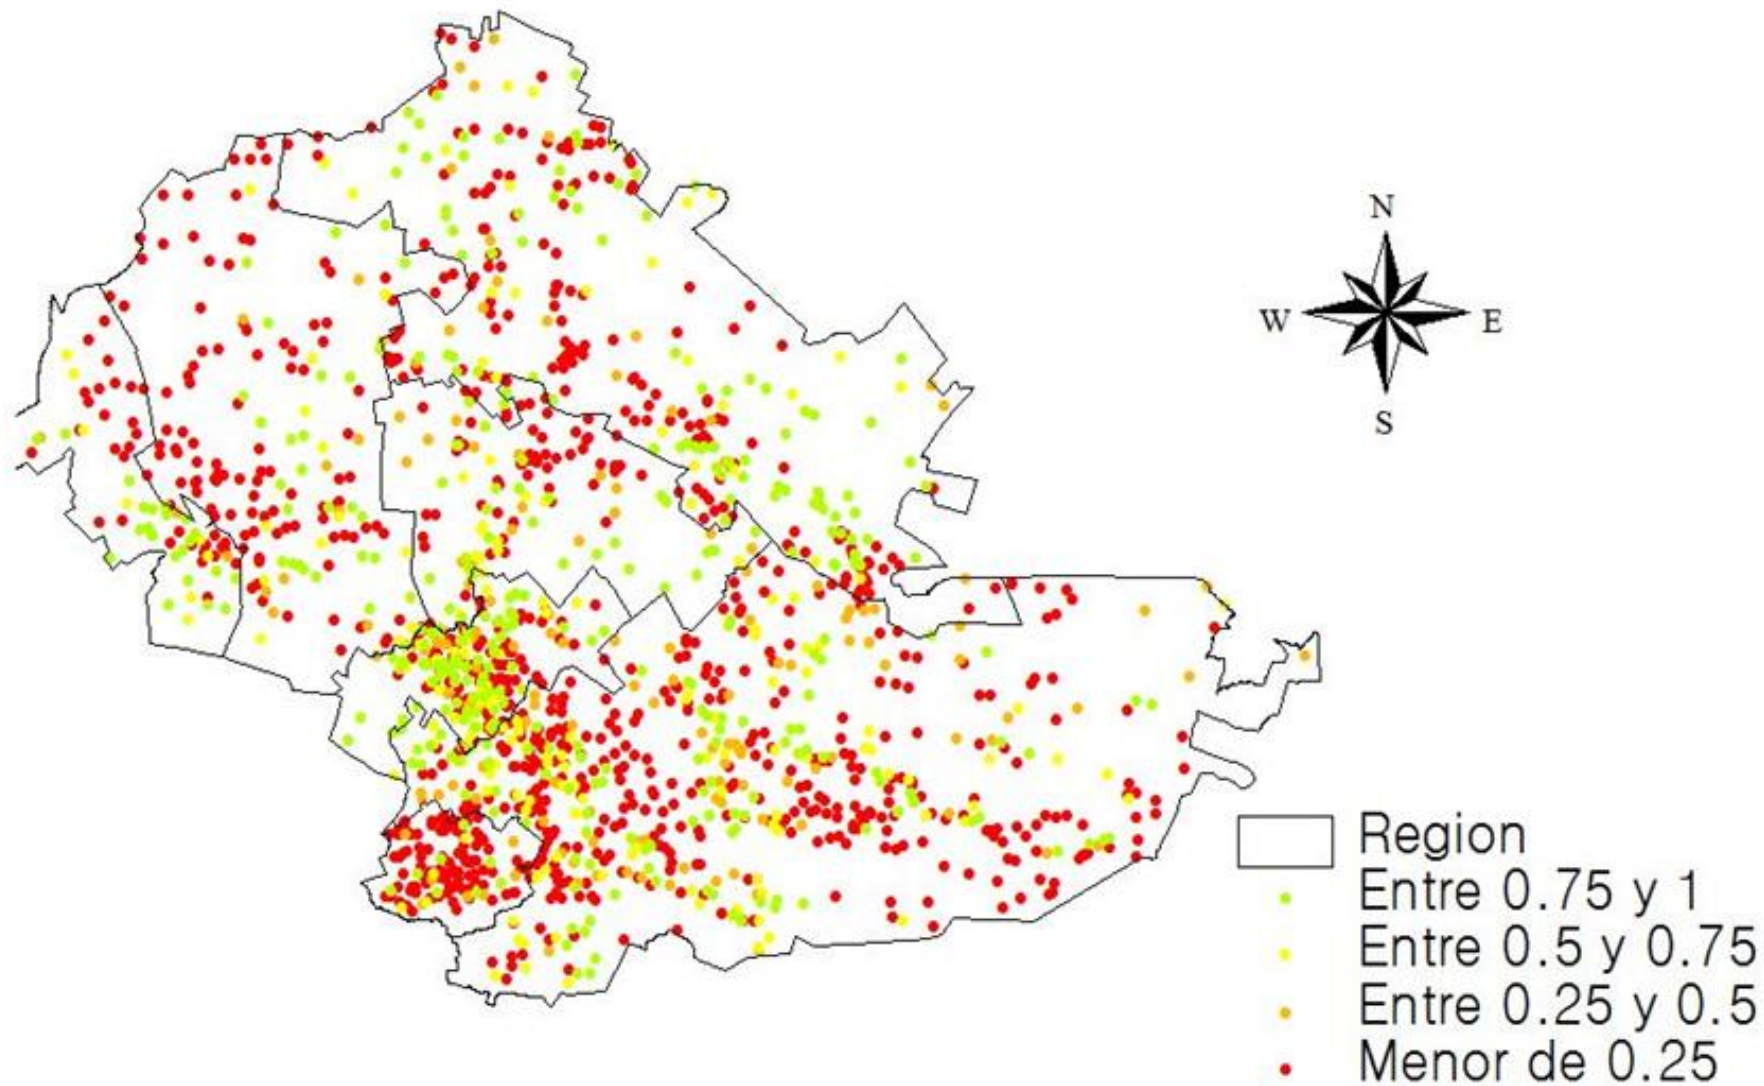 N
W E
S
Region
Entre 0.75 y 1
Entre 0.5 y 0.75
Entre 0.25 y 0.5
Menor de 0.25